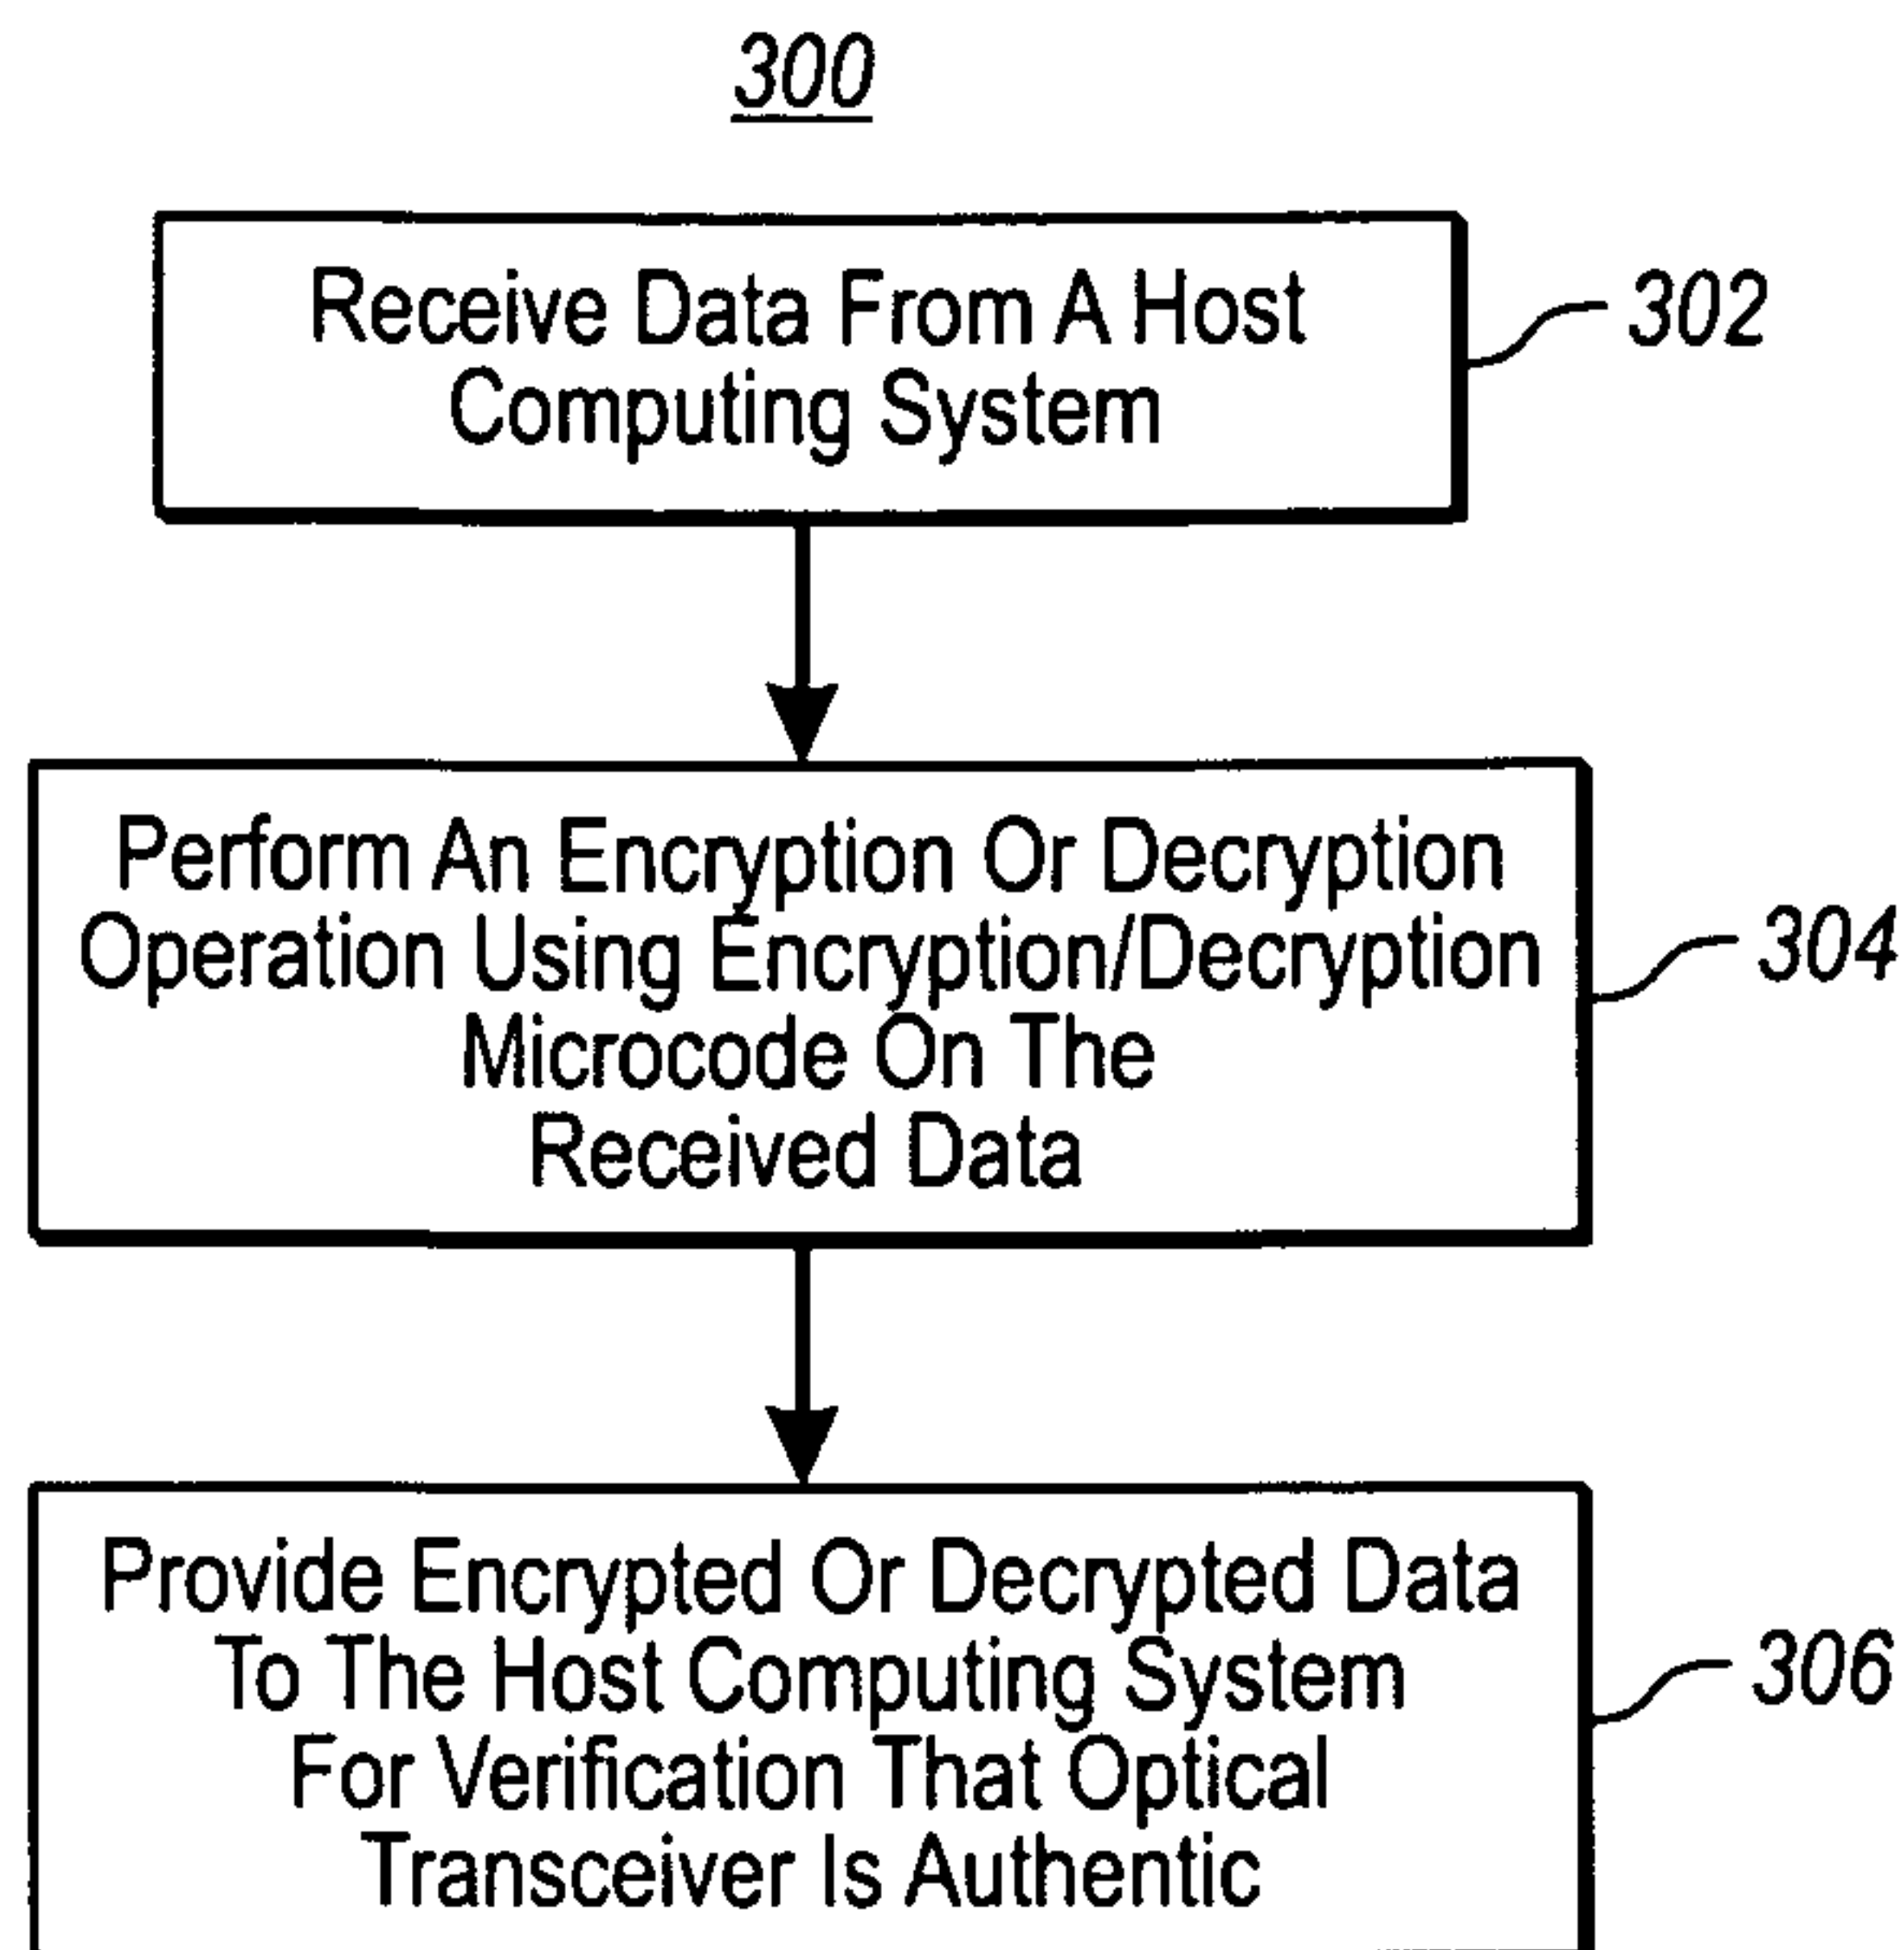 300
Receive Data From A Host
Computing System
302
Perform An Encryption Or Decryption
Operation Using Encryption/Decryption
Microcode On The
Received Data
304
Provide Encrypted Or Decrypted Data
To The Host Computing System
For Verification That Optical
Transceiver Is Authentic
306